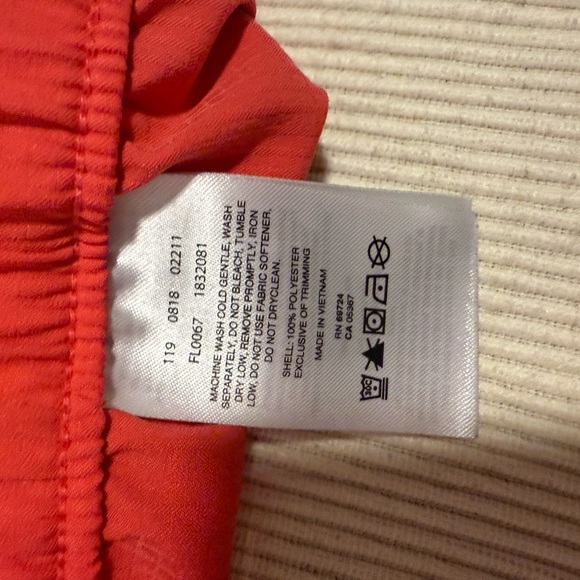 119 0818 02211
FL0067 1832081
MACHINE WASH COLD GENTLE, WASH
SEPARATELY, DO NOT BLEACH, TUMBLE
DRY LOW, REMOVE PROMPTLY, IRON
LOW, DO NOT USE FABRIC SOFTENER,
DO NOT DRYCLEAN.
SHELL: 100% POLYESTER
EXCLUSIVE OF TRIMMING
MADE IN VIETNAM
RN 69724
CA 05367
30C